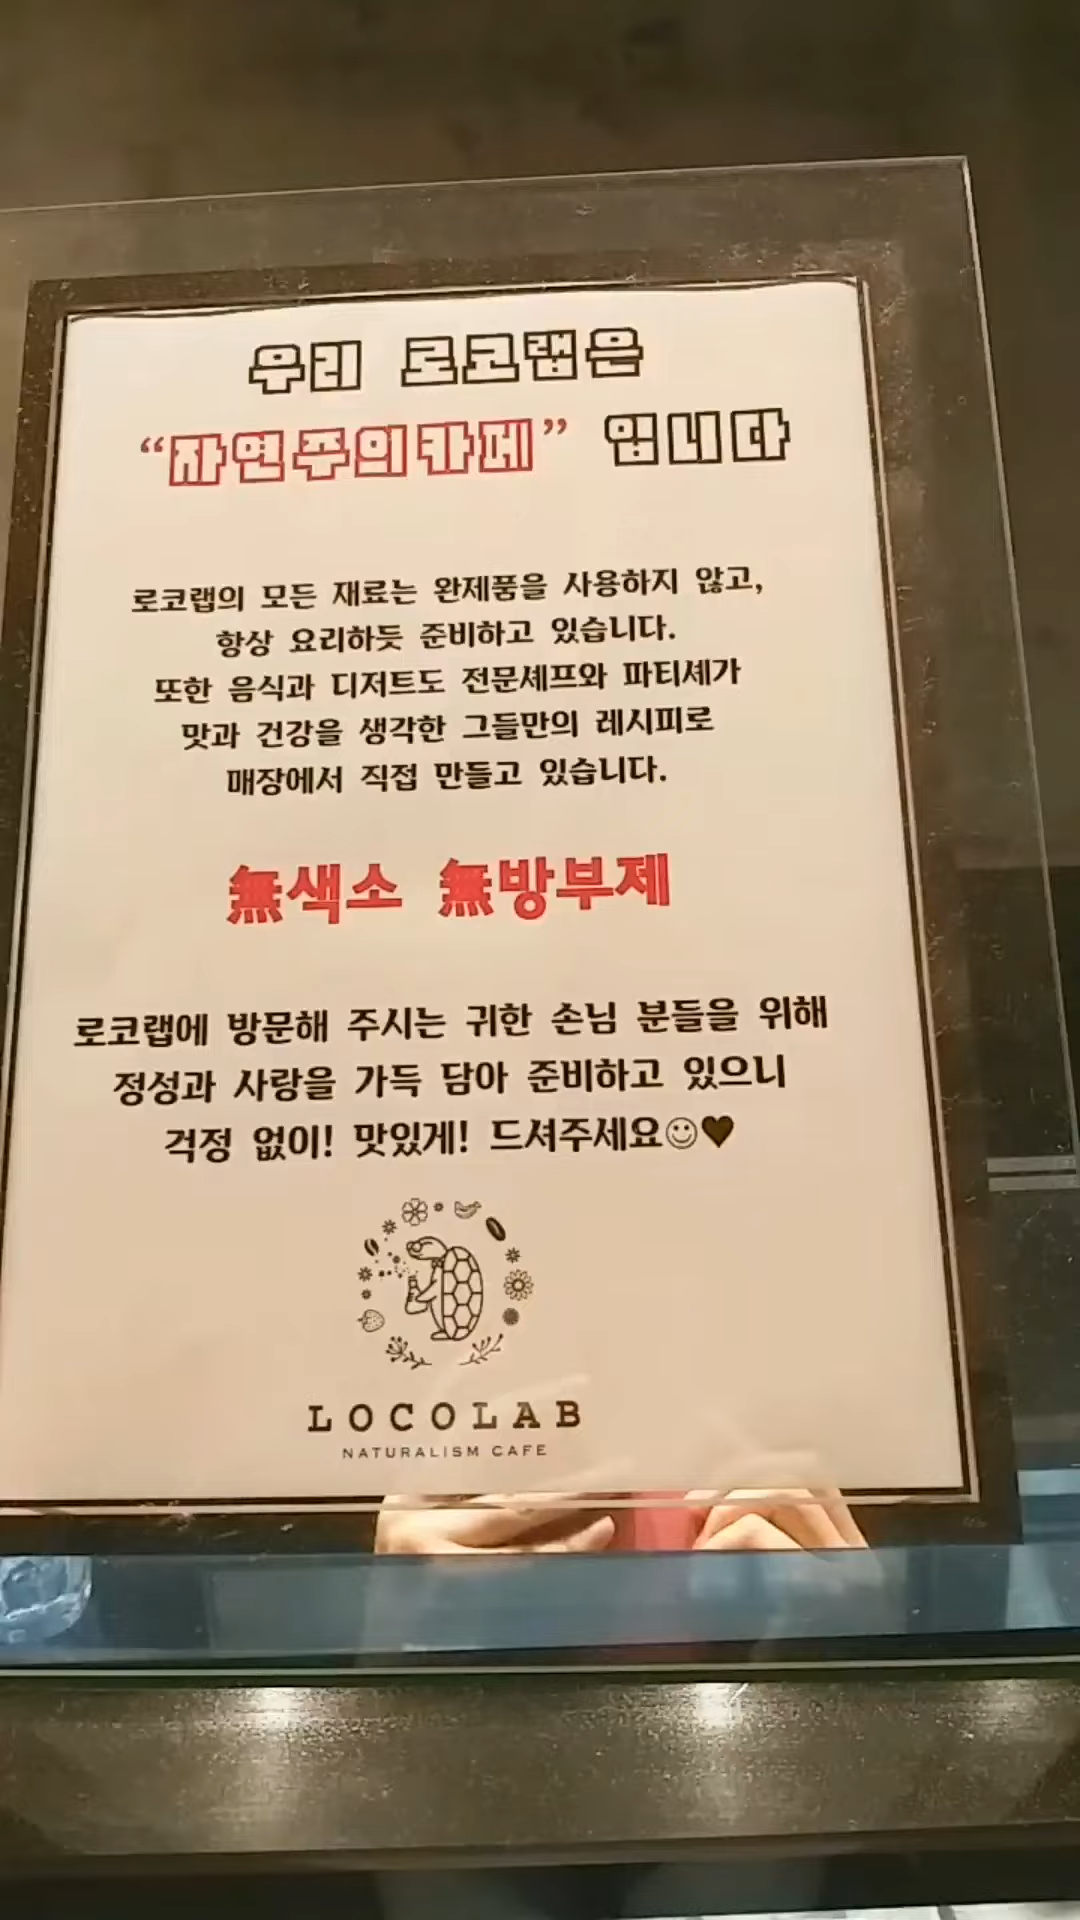 우리 로코랩은
“자연주의카페” 입니다
로코랩의 모든 재료는 완제품을 사용하지 않고,
항상 요리하듯 준비하고 있습니다.
또한 음식과 디저트도 전문셰프와 파티셰가
맛과 건강을 생각한 그들만의 레시피로
매장에서 직접 만들고 있습니다.
無색소 無방부제
로코랩에 방문해 주시는 귀한 손님 분들을 위해
정성과 사랑을 가득 담아 준비하고 있으니
걱정 없이! 맛있게! 드셔주세요☺♥
LOCOLAB
NATURALISM CAFE